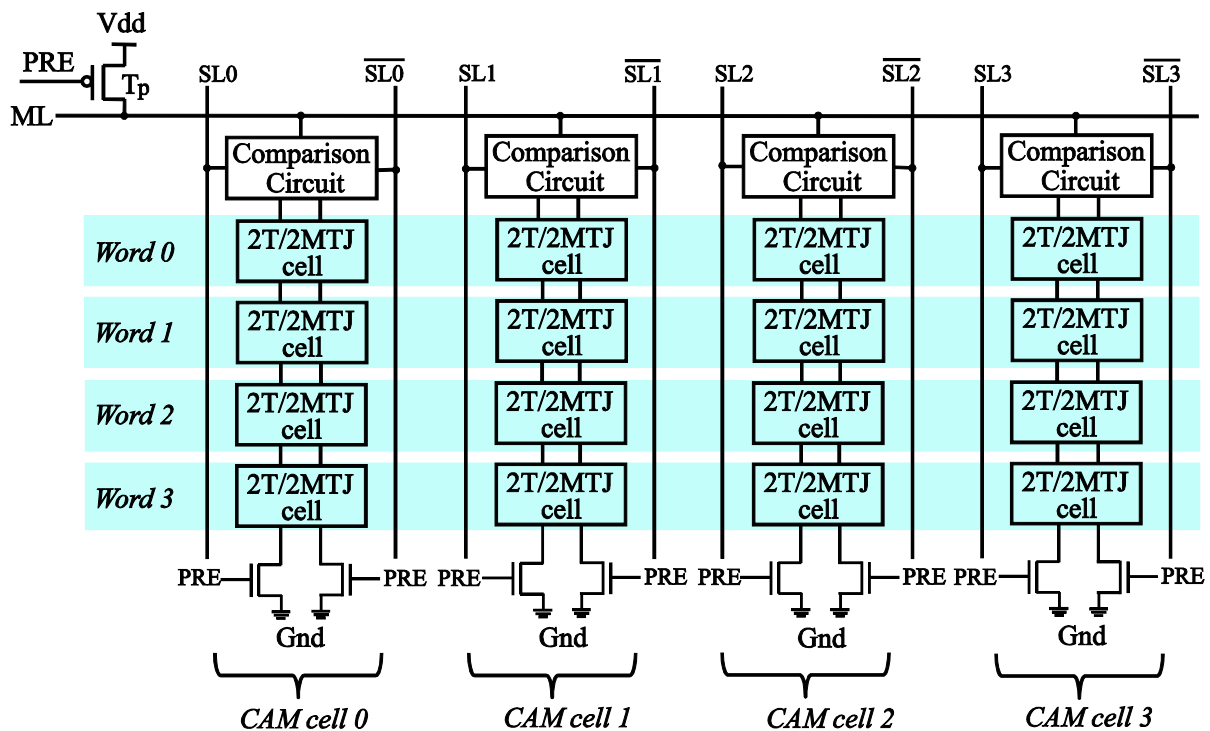 Vdd
PRE
Tp
ML
SL0 S̅L̅0̅ SL1 S̅L̅1̅ SL2 S̅L̅2̅ SL3 S̅L̅3̅
Comparison Circuit Comparison Circuit Comparison Circuit Comparison Circuit
Word 0 2T/2MTJ cell 2T/2MTJ cell 2T/2MTJ cell 2T/2MTJ cell
Word 1 2T/2MTJ cell 2T/2MTJ cell 2T/2MTJ cell 2T/2MTJ cell
Word 2 2T/2MTJ cell 2T/2MTJ cell 2T/2MTJ cell 2T/2MTJ cell
Word 3 2T/2MTJ cell 2T/2MTJ cell 2T/2MTJ cell 2T/2MTJ cell
PRE PRE PRE PRE PRE PRE PRE PRE
Gnd Gnd Gnd Gnd
CAM cell 0 CAM cell 1 CAM cell 2 CAM cell 3